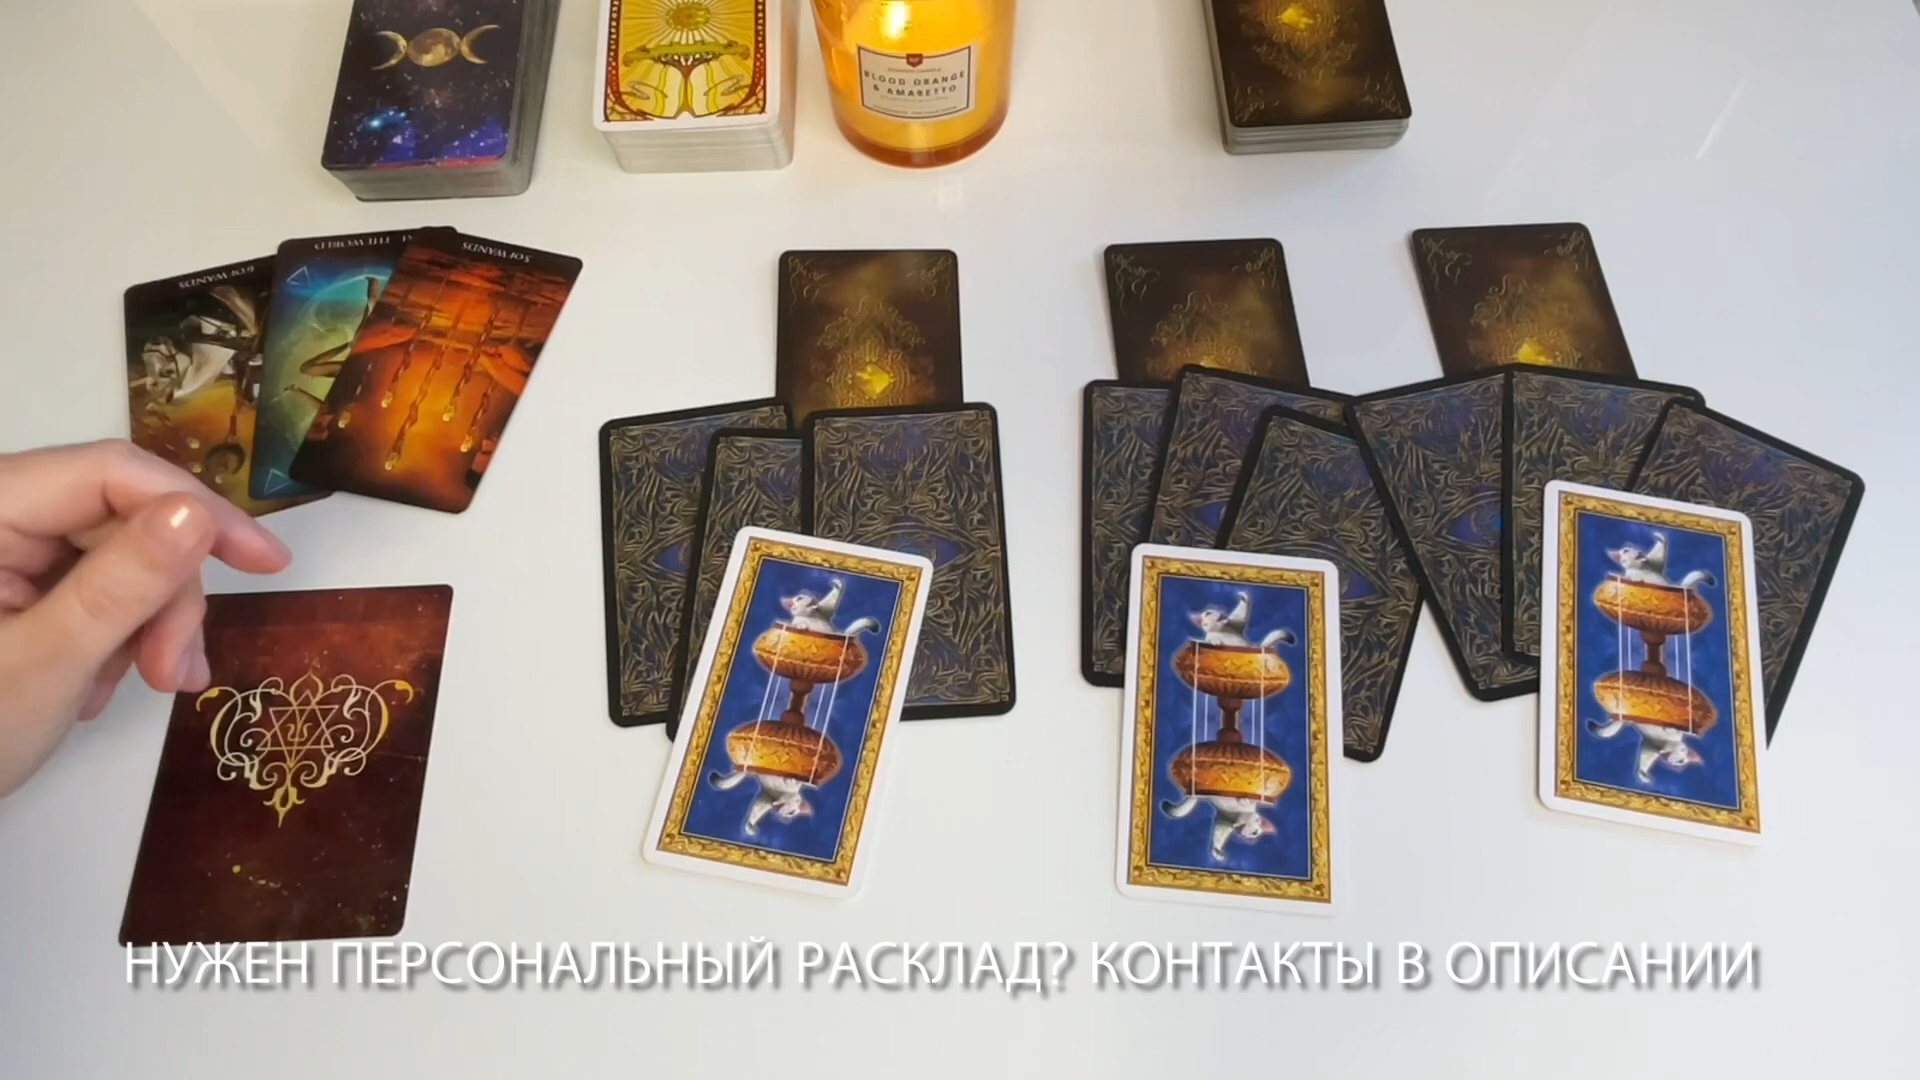 BLOOD ORANGE
& AMARETTO
6 OF WANDS
THE WORLD
5 OF WANDS
НУЖЕН ПЕРСОНАЛЬНЫЙ РАСКЛАД? КОНТАКТЫ В ОПИСАНИИ